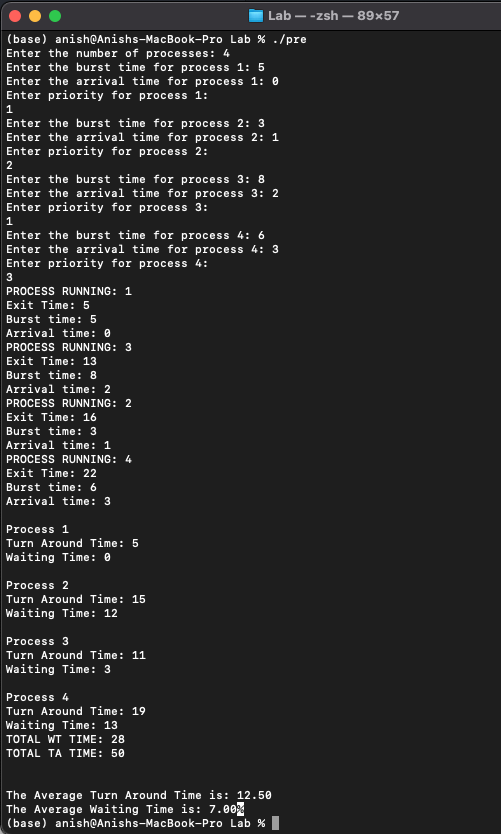 Lab — -zsh — 89×57
(base) anish@Anishs-MacBook-Pro Lab % ./pre
Enter the number of processes: 4
Enter the burst time for process 1: 5
Enter the arrival time for process 1: 0
Enter priority for process 1:
1
Enter the burst time for process 2: 3
Enter the arrival time for process 2: 1
Enter priority for process 2:
2
Enter the burst time for process 3: 8
Enter the arrival time for process 3: 2
Enter priority for process 3:
1
Enter the burst time for process 4: 6
Enter the arrival time for process 4: 3
Enter priority for process 4:
3
PROCESS RUNNING: 1
Exit Time: 5
Burst time: 5
Arrival time: 0
PROCESS RUNNING: 3
Exit Time: 13
Burst time: 8
Arrival time: 2
PROCESS RUNNING: 2
Exit Time: 16
Burst time: 3
Arrival time: 1
PROCESS RUNNING: 4
Exit Time: 22
Burst time: 6
Arrival time: 3
Process 1
Turn Around Time: 5
Waiting Time: 0
Process 2
Turn Around Time: 15
Waiting Time: 12
Process 3
Turn Around Time: 11
Waiting Time: 3
Process 4
Turn Around Time: 19
Waiting Time: 13
TOTAL WT TIME: 28
TOTAL TA TIME: 50
The Average Turn Around Time is: 12.50
The Average Waiting Time is: 7.00%
(base) anish@Anishs-MacBook-Pro Lab %